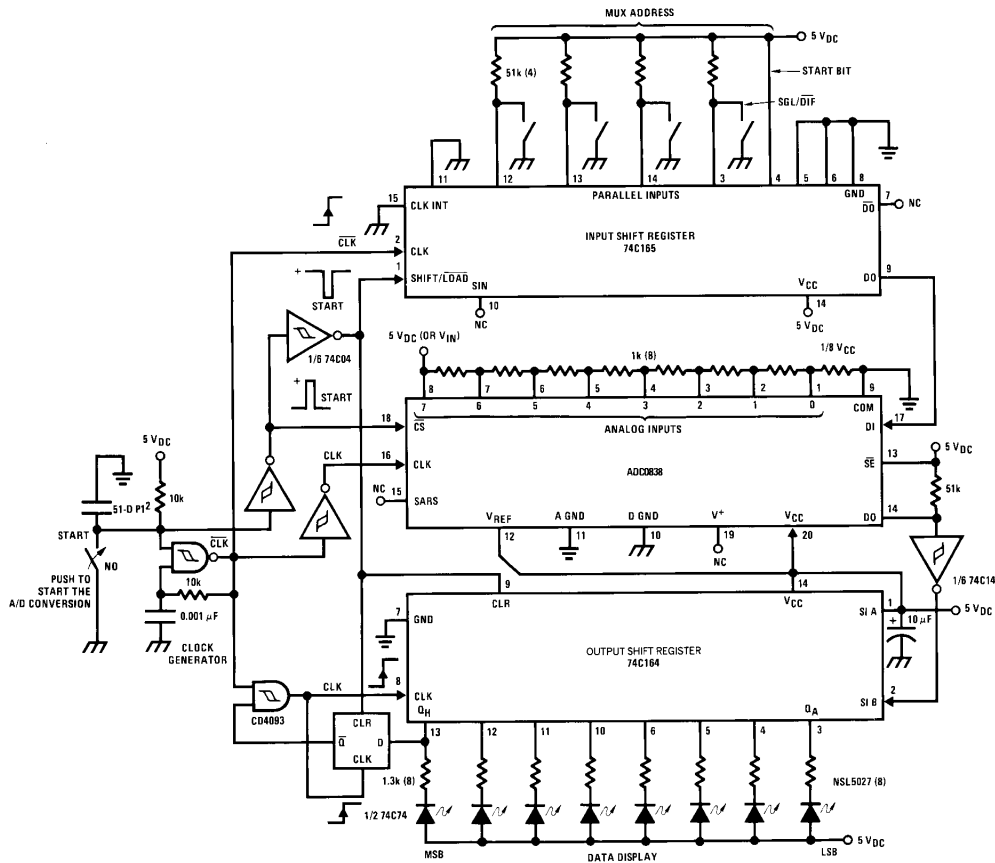 MUX ADDRESS
5 VDC
51k (4)
START BIT
SGL/DIF
11
12
13
14
3
4
5
6
8
PARALLEL INPUTS
GND
15
CLK INT
7
DO
NC
CLK
2
CLK
INPUT SHIFT REGISTER
74C165
1
SHIFT/LOAD
9
DO
+
START
SIN
VCC
10
NC
14
5 VDC
1/6 74C04
5 VDC (OR VIN)
1k (8)
1/8 VCC
+
START
8
7
6
5
4
3
2
1
9
7
6
5
4
3
2
1
0
COM
18
CS
ANALOG INPUTS
DI
17
CLK
16
CLK
ADC0838
SE
13
5 VDC
5 VDC
NC
15
SARS
51k
51-D P1²
10k
VREF
A GND
D GND
V+
VCC
DO
14
12
11
10
19
20
NC
START
CLK
NO
PUSH TO
START THE
A/D CONVERSION
10k
1/6 74C14
9
14
CLR
VCC
0.001 μF
7
GND
SI A
1
10 μF
5 VDC
+
CLOCK
GENERATOR
OUTPUT SHIFT REGISTER
74C164
CLK
8
CLK
SI B
2
QH
QA
CD4093
CLR
Q
D
CLK
13
12
11
10
6
5
4
3
1.3k (8)
NSL5027 (8)
1/2 74C74
MSB
DATA DISPLAY
LSB
5 VDC